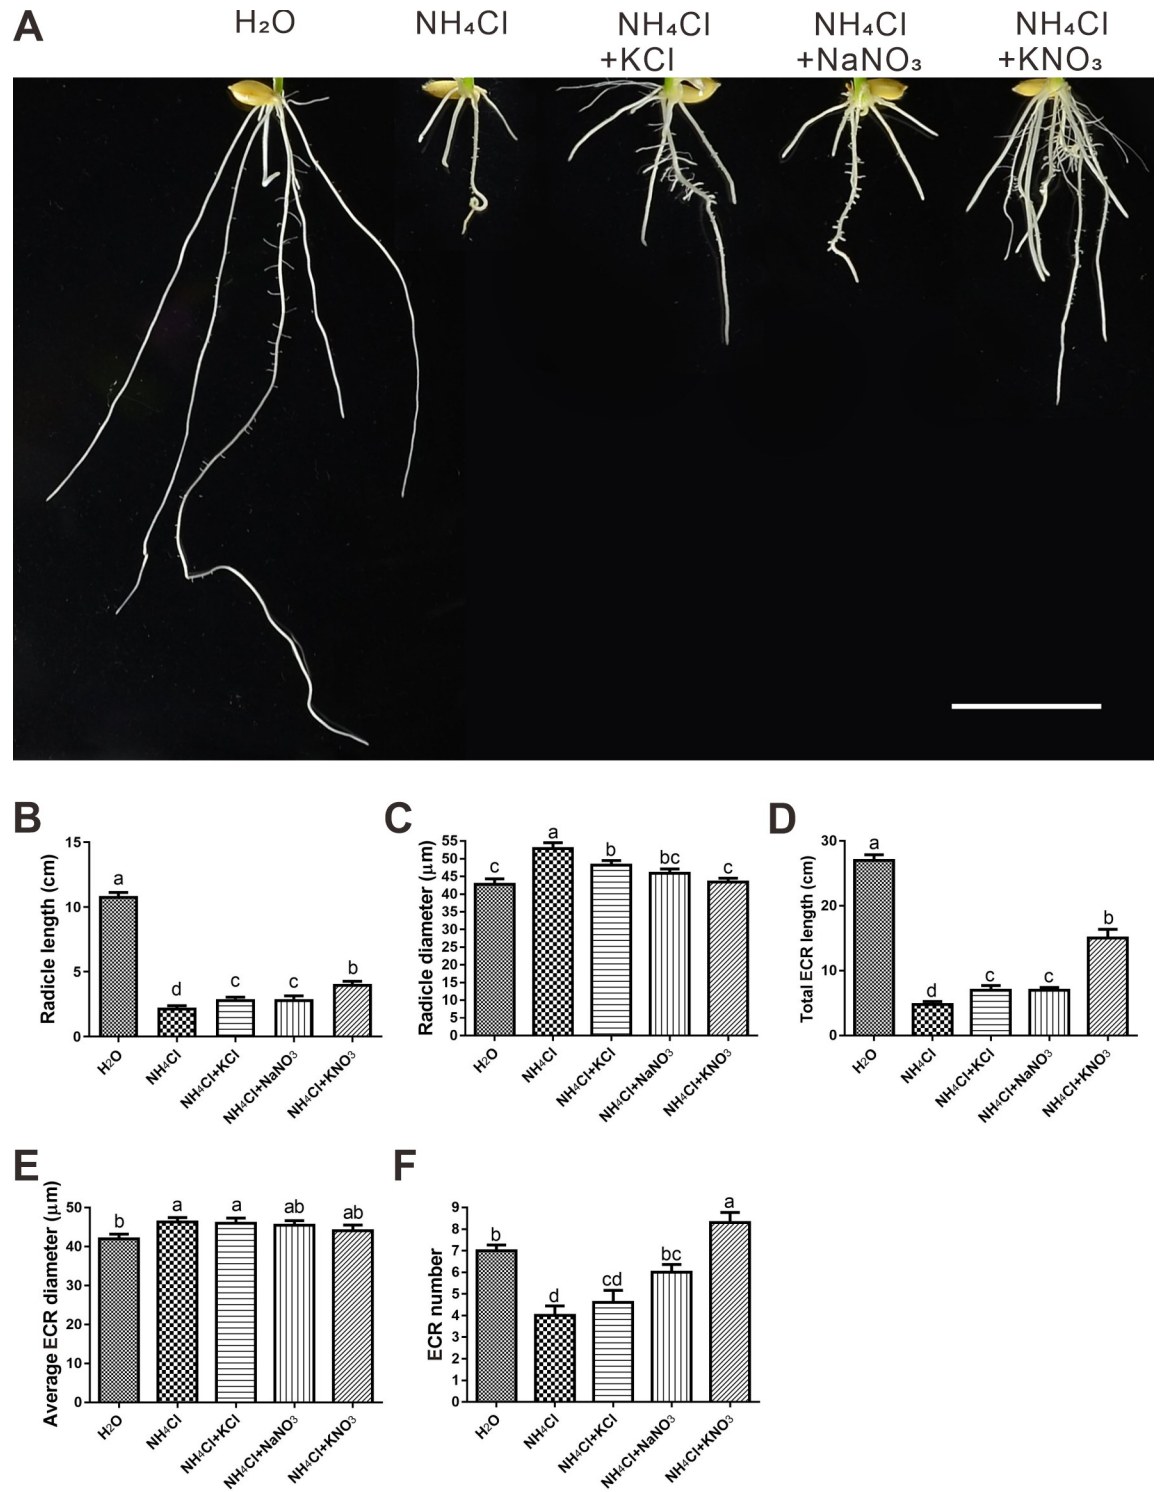 A
H₂O NH₄Cl NH₄Cl NH₄Cl NH₄Cl
+KCl +NaNO₃ +KNO₃
B
Radicle length (cm)
15
10
5
0
a
d
c
c
b
H₂O
NH₄Cl
NH₄Cl+KCl
NH₄Cl+NaNO₃
NH₄Cl+KNO₃
C
Radicle diameter (μm)
55
50
45
40
35
30
25
20
15
10
5
0
c
a
b
bc
c
H₂O
NH₄Cl
NH₄Cl+KCl
NH₄Cl+NaNO₃
NH₄Cl+KNO₃
D
Total ECR length (cm)
30
20
10
0
a
d
c
c
b
H₂O
NH₄Cl
NH₄Cl+KCl
NH₄Cl+NaNO₃
NH₄Cl+KNO₃
E
Average ECR diameter (μm)
50
40
30
20
10
0
b
a
a
ab
ab
H₂O
NH₄Cl
NH₄Cl+KCl
NH₄Cl+NaNO₃
NH₄Cl+KNO₃
F
ECR number
9
8
7
6
5
4
3
2
1
0
b
d
cd
bc
a
H₂O
NH₄Cl
NH₄Cl+KCl
NH₄Cl+NaNO₃
NH₄Cl+KNO₃